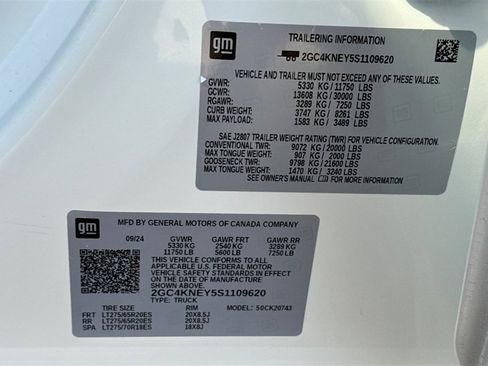 gm
TRAILERING INFORMATION
2GC4KNEY5S1109620
VEHICLE AND TRAILER MUST NOT EXCEED ANY OF THESE VALUES.
GVWR: 5330 KG/ 11750 LBS
GCWR: 13608 KG/ 30000 LBS
RGAWR: 3289 KG/ 7250 LBS
CURB WEIGHT: 3747 KG/ 8261 LBS
MAX PAYLOAD: 1583 KG/ 3489 LBS
SAE J2807 TRAILER WEIGHT RATING (TWR) FOR VEHICLE CONFIGURATION.
CONVENTIONAL TWR: 9072 KG/ 20000 LBS
MAX TONGUE WEIGHT: 907 KG/ 2000 LBS
GOOSENECK TWR: 9798 KG/ 21600 LBS
MAX TONGUE WEIGHT: 1470 KG/ 3240 LBS
SEE OWNER'S MANUAL FOR MORE INFORMATION.
gm
MFD BY GENERAL MOTORS OF CANADA COMPANY
09/24 GVWR GAWR FRT GAWR RR
5330 KG 2540 KG 3289 KG
11750 LB 5600 LB 7250 LB
THIS VEHICLE CONFORMS TO ALL
APPLICABLE U.S. FEDERAL MOTOR
VEHICLE SAFETY STANDARDS IN EFFECT
ON THE DATE OF MANUFACTURE
SHOWN ABOVE.
2GC4KNEY5S1109620
TYPE: TRUCK
TIRE SIZE RIM MODEL: 50CK20743
FRT LT275/65R20ES 20X8.5J
RR LT275/65R20ES 20X8.5J
SPA LT275/70R18ES 18X8J